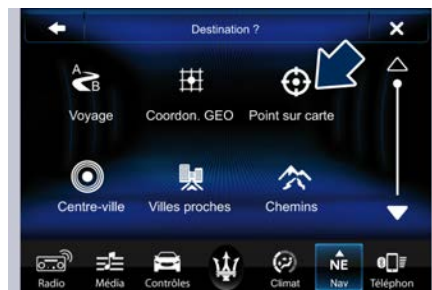 Destination ?
A
B
Voyage Coordon. GEO Point sur carte
Centre-ville Villes proches Chemins
NE
Radio Média Contrôles Climat Nav Téléphon